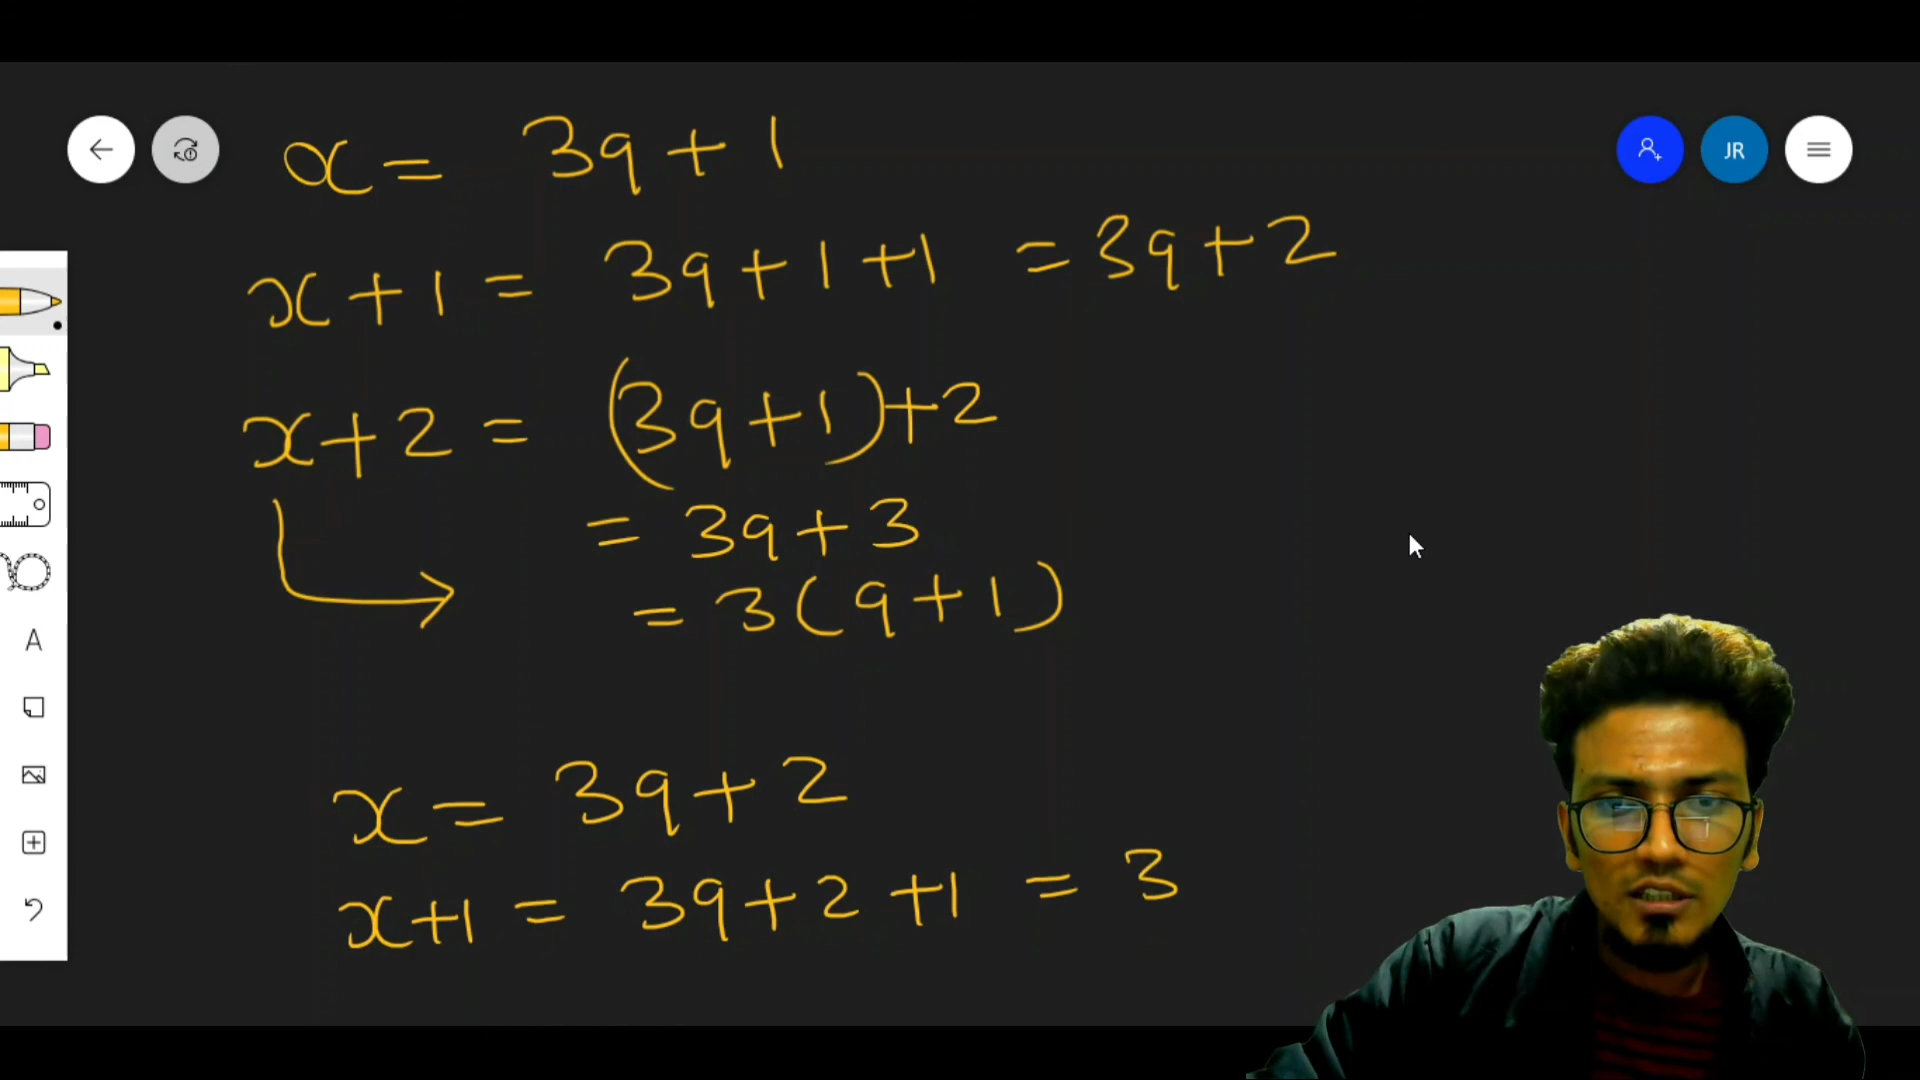 x = 3q + 1
JR
x + 1 = 3q + 1 + 1 = 3q + 2
x + 2 = (3q + 1) + 2
= 3q + 3
= 3(q + 1)
A
x = 3q + 2
x + 1 = 3q + 2 + 1 = 3